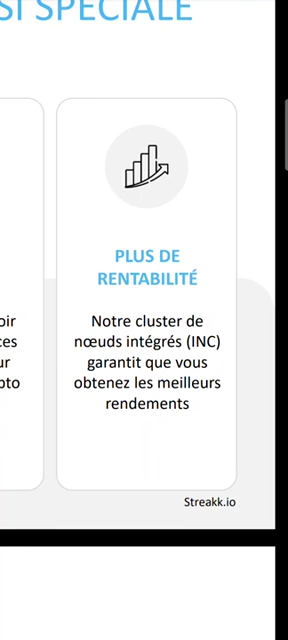 SI SPÉCIALE
PLUS DE
RENTABILITÉ
Notre cluster de
nœuds intégrés (INC)
garantit que vous
obtenez les meilleurs
rendements
Streakk.io